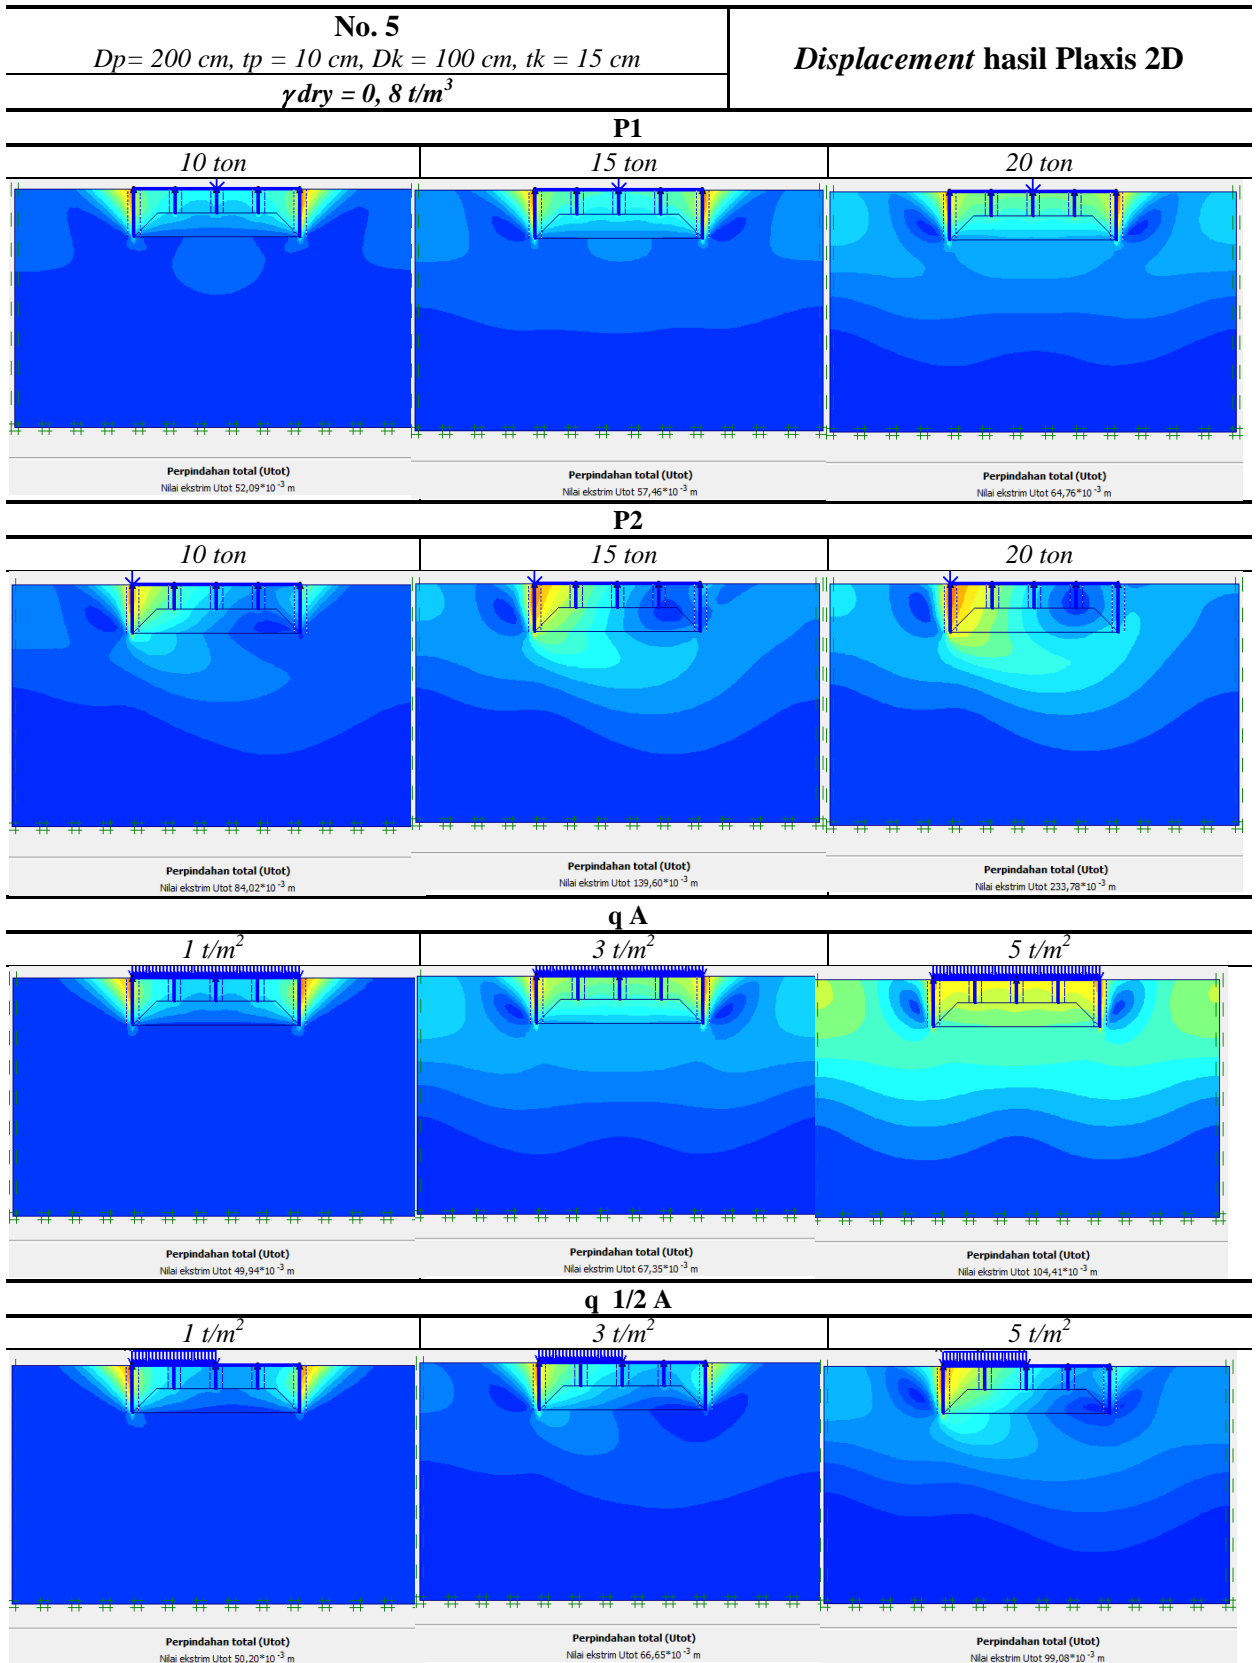 No. 5
Dp= 200 cm, tp = 10 cm, Dk = 100 cm, tk = 15 cm
γ dry = 0, 8 t/m³
Displacement hasil Plaxis 2D
P1
10 ton 15 ton 20 ton
Perpindahan total (Utot) Perpindahan total (Utot) Perpindahan total (Utot)
Nilai ekstrim Utot 52,09*10⁻³ m Nilai ekstrim Utot 57,46*10⁻³ m Nilai ekstrim Utot 64,76*10⁻³ m
P2
10 ton 15 ton 20 ton
Perpindahan total (Utot) Perpindahan total (Utot) Perpindahan total (Utot)
Nilai ekstrim Utot 84,02*10⁻³ m Nilai ekstrim Utot 139,60*10⁻³ m Nilai ekstrim Utot 233,78*10⁻³ m
q A
1 t/m² 3 t/m² 5 t/m²
Perpindahan total (Utot) Perpindahan total (Utot) Perpindahan total (Utot)
Nilai ekstrim Utot 49,94*10⁻³ m Nilai ekstrim Utot 67,35*10⁻³ m Nilai ekstrim Utot 104,41*10⁻³ m
q 1/2 A
1 t/m² 3 t/m² 5 t/m²
Perpindahan total (Utot) Perpindahan total (Utot) Perpindahan total (Utot)
Nilai ekstrim Utot 50,20*10⁻³ m Nilai ekstrim Utot 66,65*10⁻³ m Nilai ekstrim Utot 99,08*10⁻³ m